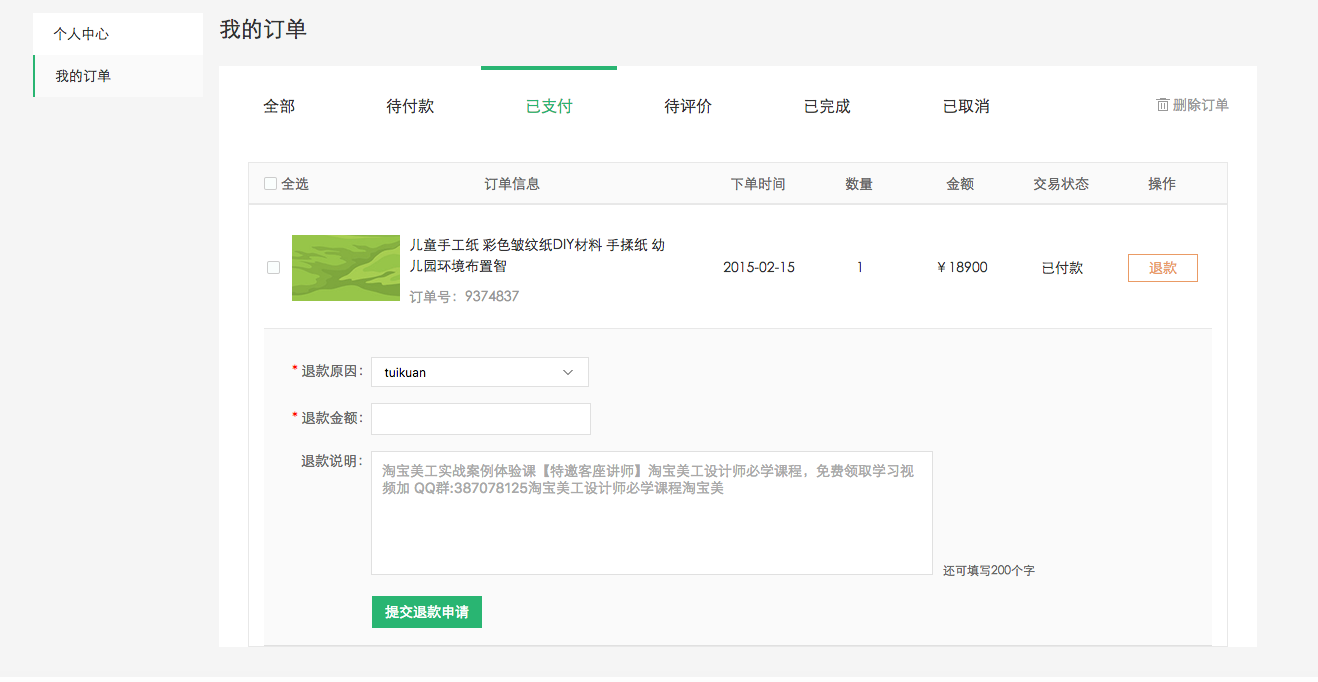 个人中心
我的订单
我的订单
全部 待付款 已支付 待评价 已完成 已取消 删除订单
全选 订单信息 下单时间 数量 金额 交易状态 操作
儿童手工纸 彩色皱纹纸DIY材料 手揉纸 幼
儿园环境布置智
订单号：9374837
2015-02-15 1 ￥18900 已付款 退款
* 退款原因： tuikuan
* 退款金额：
退款说明：
淘宝美工实战案例体验课【特邀客座讲师】淘宝美工设计师必学课程，免费领取学习视
频加 QQ群:387078125淘宝美工设计师必学课程淘宝美
还可填写200个字
提交退款申请